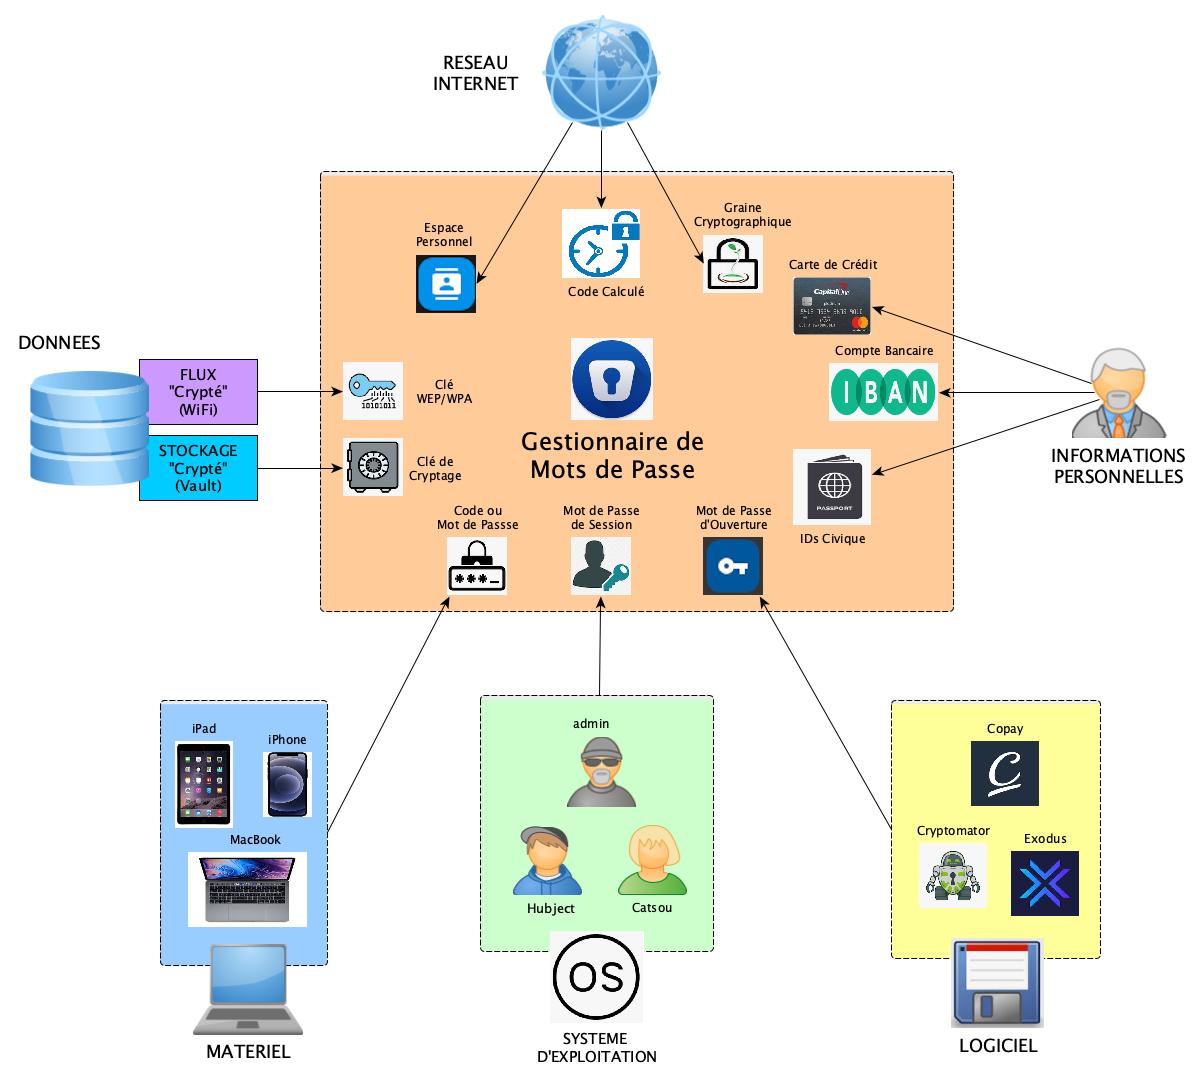 RESEAU
INTERNET
Espace
Personnel
Code Calculé
Graine
Cryptographique
Carte de Crédit
CapitalOne
platinum
DONNEES
FLUX
"Crypté"
(WiFi)
STOCKAGE
"Crypté"
(Vault)
10101011
Clé
WEP/WPA
Clé de
Cryptage
Gestionnaire de
Mots de Passe
Compte Bancaire
IBAN
PASSPORT
IDs Civique
INFORMATIONS
PERSONNELLES
Code ou
Mot de Passse
Mot de Passe
de Session
Mot de Passe
d'Ouverture
iPad
iPhone
MacBook
MATERIEL
admin
Hubject
Catsou
OS
SYSTEME
D'EXPLOITATION
Copay
C
Cryptomator
Exodus
LOGICIEL